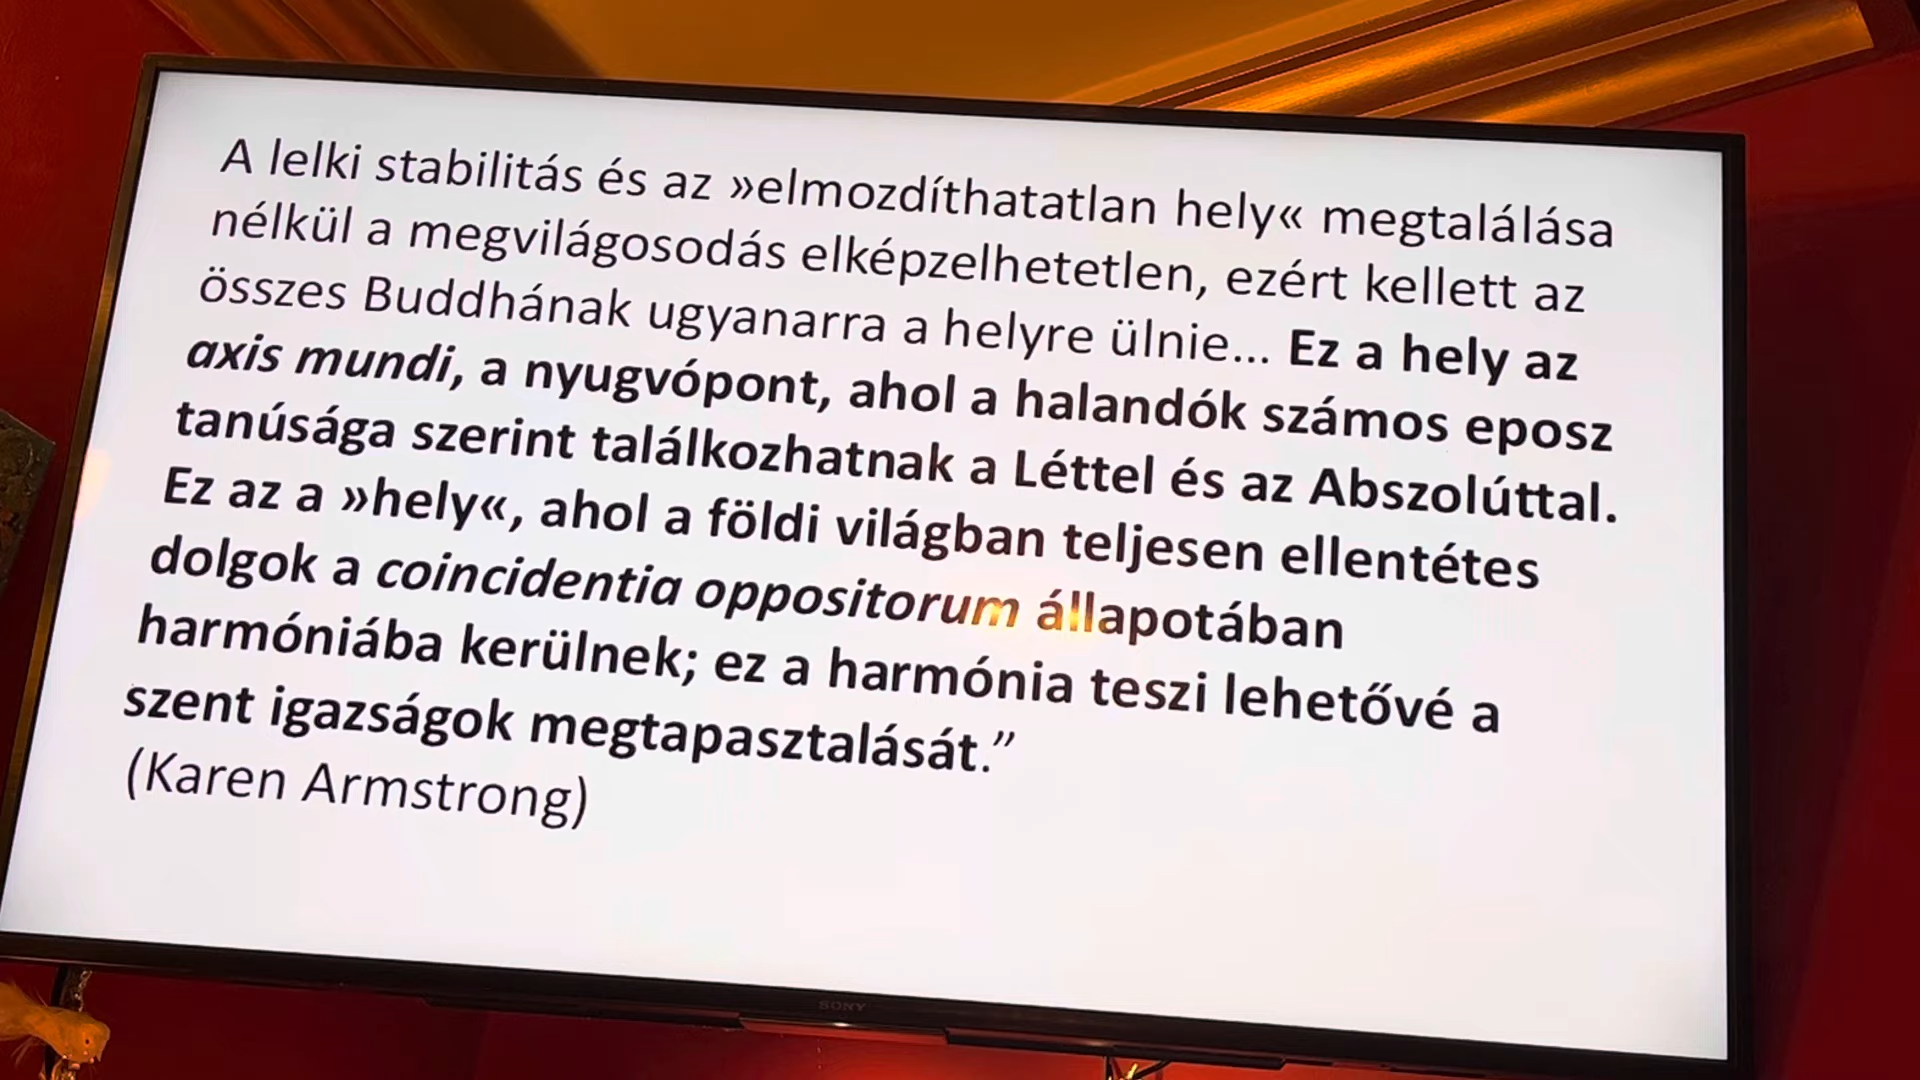 A lelki stabilitás és az »elmozdíthatatlan hely« megtalálása
nélkül a megvilágosodás elképzelhetetlen, ezért kellett az
összes Buddhának ugyanarra a helyre ülnie... Ez a hely az
axis mundi, a nyugvópont, ahol a halandók számos eposz
tanúsága szerint találkozhatnak a Léttel és az Abszolúttal.
Ez az a »hely«, ahol a földi világban teljesen ellentétes
dolgok a coincidentia oppositorum állapotában
harmóniába kerülnek; ez a harmónia teszi lehetővé a
szent igazságok megtapasztalását.”
(Karen Armstrong)
SONY